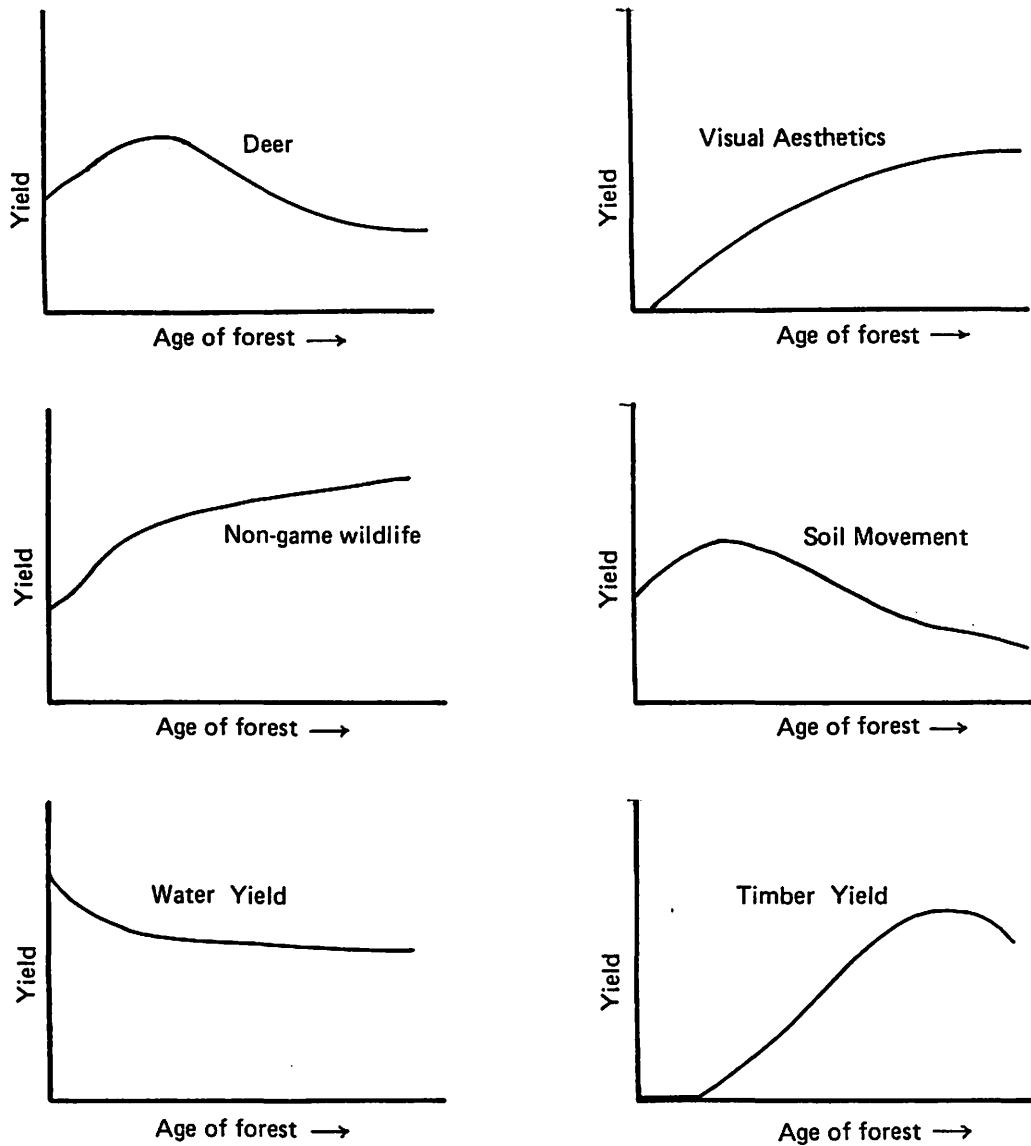 Deer
Yield
Age of forest →
Visual Aesthetics
Yield
Age of forest →
Non-game wildlife
Yield
Age of forest →
Soil Movement
Yield
Age of forest →
Water Yield
Yield
Age of forest →
Timber Yield
Yield
Age of forest →